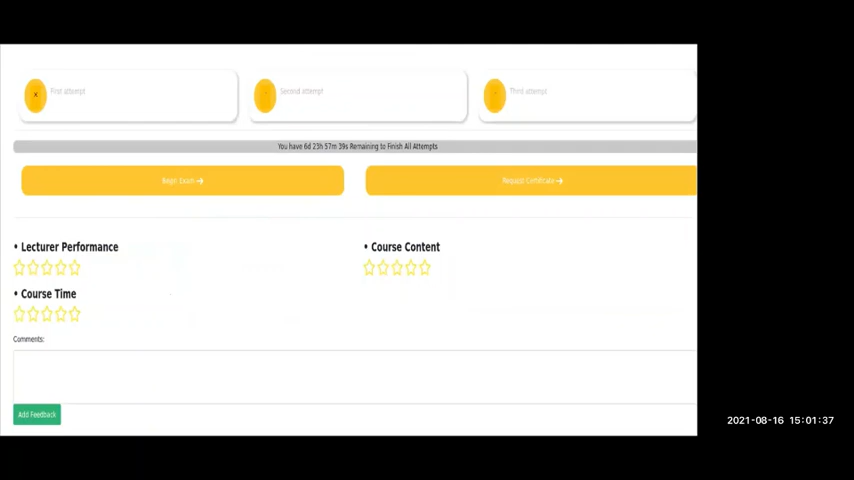 x First attempt
Second attempt
Third attempt
You have 6d 23h 57m 39s Remaining to Finish All Attempts
Begin Exam →
Request Certificate →
• Lecturer Performance
• Course Content
• Course Time
Comments:
Add Feedback
2021-08-16 15:01:37